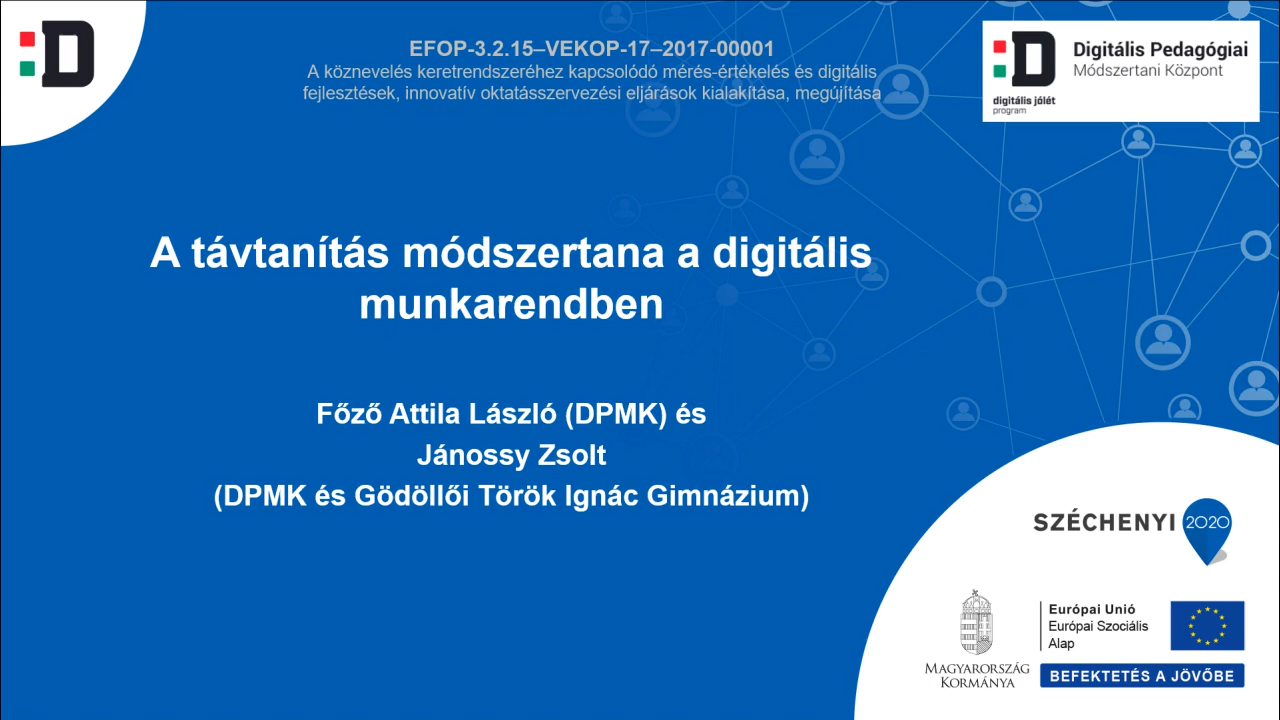 EFOP-3.2.15–VEKOP-17–2017-00001
A köznevelés keretrendszeréhez kapcsolódó mérés-értékelés és digitális
fejlesztések, innovatív oktatásszervezési eljárások kialakítása, megújítása
:D
:D
Digitális Pedagógiai
Módszertani Központ
digitális jólét
program
A távtanítás módszertana a digitális
munkarendben
Főző Attila László (DPMK) és
Jánossy Zsolt
(DPMK és Gödöllői Török Ignác Gimnázium)
SZÉCHENYI 2020
MAGYARORSZÁG
KORMÁNYA
Európai Unió
Európai Szociális
Alap
BEFEKTETÉS A JÖVŐBE